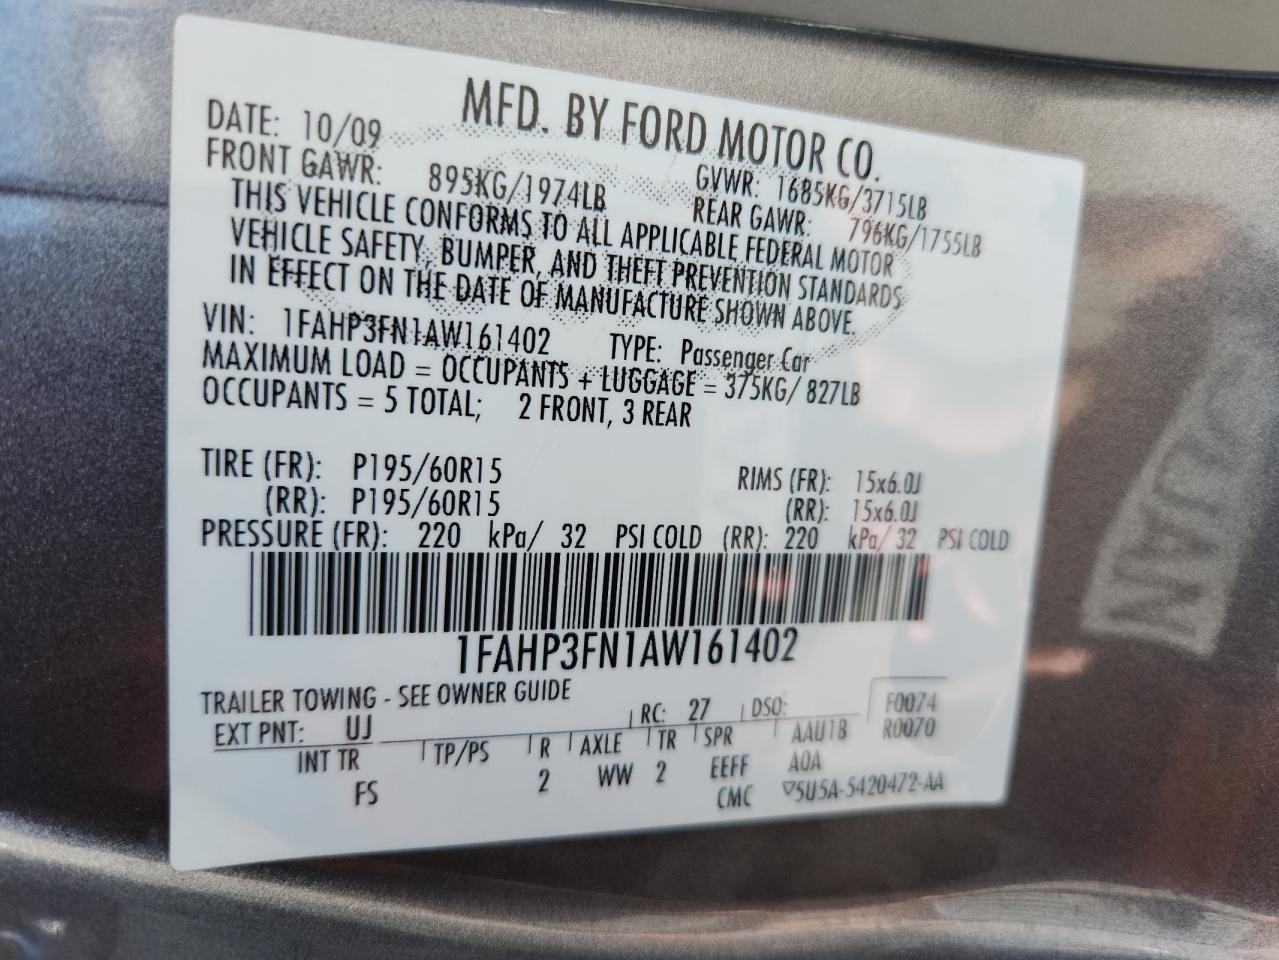 MFD. BY FORD MOTOR CO.
DATE: 10/09 GVWR: 1685KG/3715LB
FRONT GAWR: 895KG/1974LB REAR GAWR: 796KG/1755LB
THIS VEHICLE CONFORMS TO ALL APPLICABLE FEDERAL MOTOR
VEHICLE SAFETY, BUMPER, AND THEFT PREVENTION STANDARDS
IN EFFECT ON THE DATE OF MANUFACTURE SHOWN ABOVE.
VIN: 1FAHP3FN1AW161402 TYPE: Passenger Car
MAXIMUM LOAD = OCCUPANTS + LUGGAGE = 375KG/ 827LB
OCCUPANTS = 5 TOTAL; 2 FRONT, 3 REAR
TIRE (FR): P195/60R15 RIMS (FR): 15x6.0J
(RR): P195/60R15 (RR): 15x6.0J
PRESSURE (FR): 220 kPa/ 32 PSI COLD (RR): 220 kPa/ 32 PSI COLD
1FAHP3FN1AW161402
TRAILER TOWING - SEE OWNER GUIDE
EXT PNT: UJ RC: 27 DSO: F0074
INT TR TP/PS R AXLE TR SPR AAU1B R0070
FS 2 WW 2 EEFF AOA
CMC 5U5A-5420472-AA